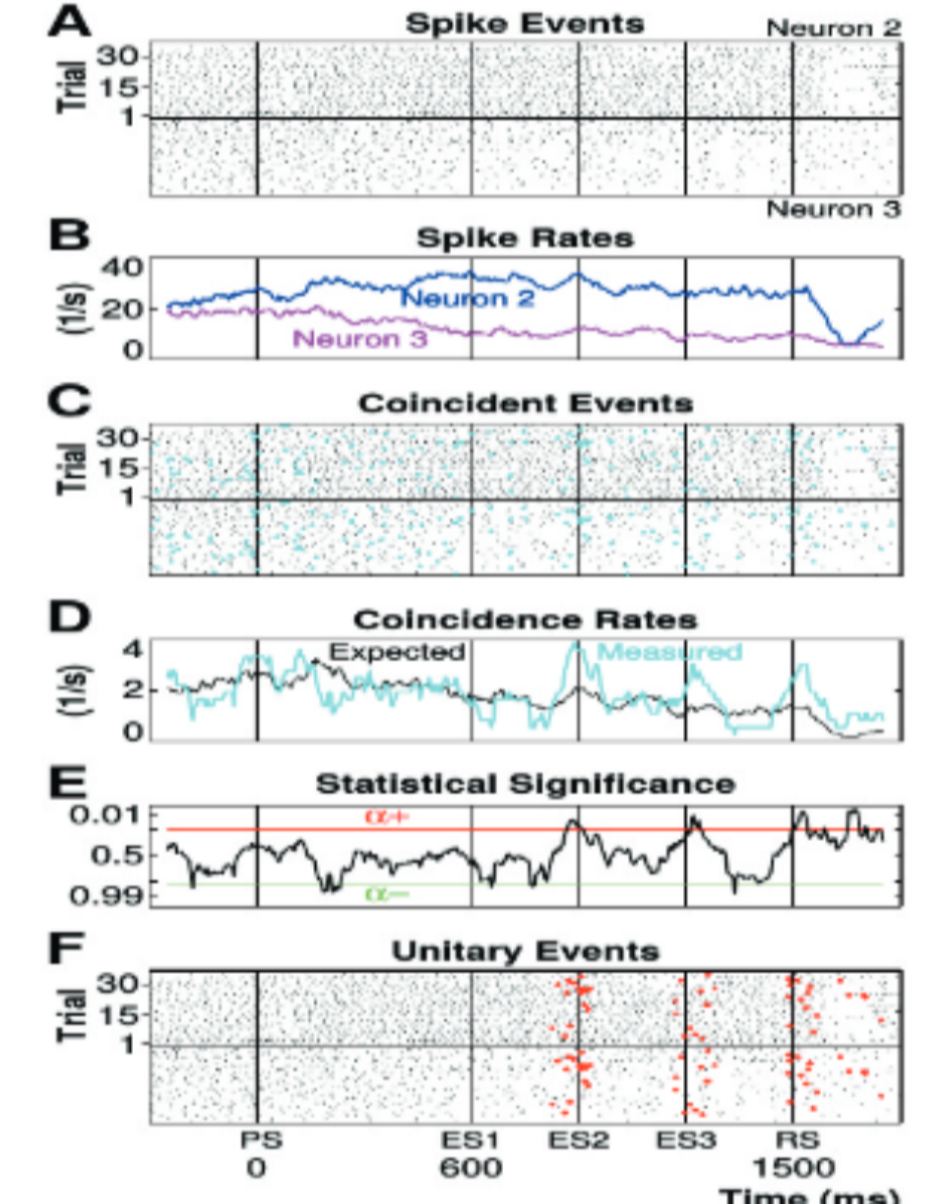 A
Spike Events
Neuron 2
Trial
30
15
1
Neuron 3
B
Spike Rates
(1/s)
40
20
0
Neuron 2
Neuron 3
C
Coincident Events
Trial
30
15
1
D
Coincidence Rates
(1/s)
4
2
0
Expected
Measured
E
Statistical Significance
0.01
0.5
0.99
α+
α−
F
Unitary Events
Trial
30
15
1
PS ES1 ES2 ES3 RS
0 600 1500
Time (ms)